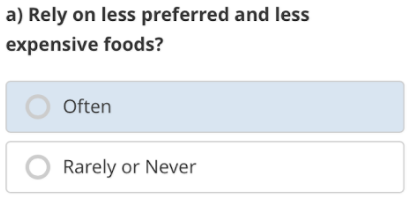 a) Rely on less preferred and less
expensive foods?
Often
Rarely or Never